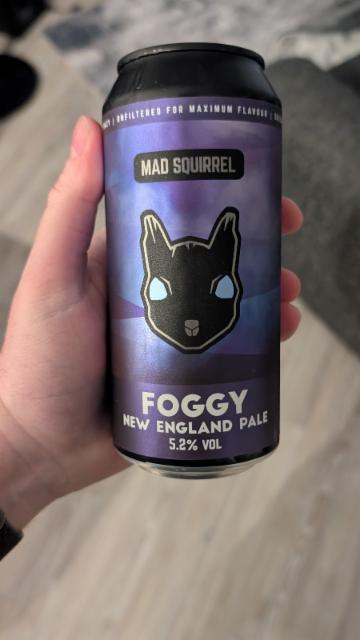 UNFILTERED FOR MAXIMUM FLAVOUR
MAD SQUIRREL
FOGGY
NEW ENGLAND PALE
5.2% VOL